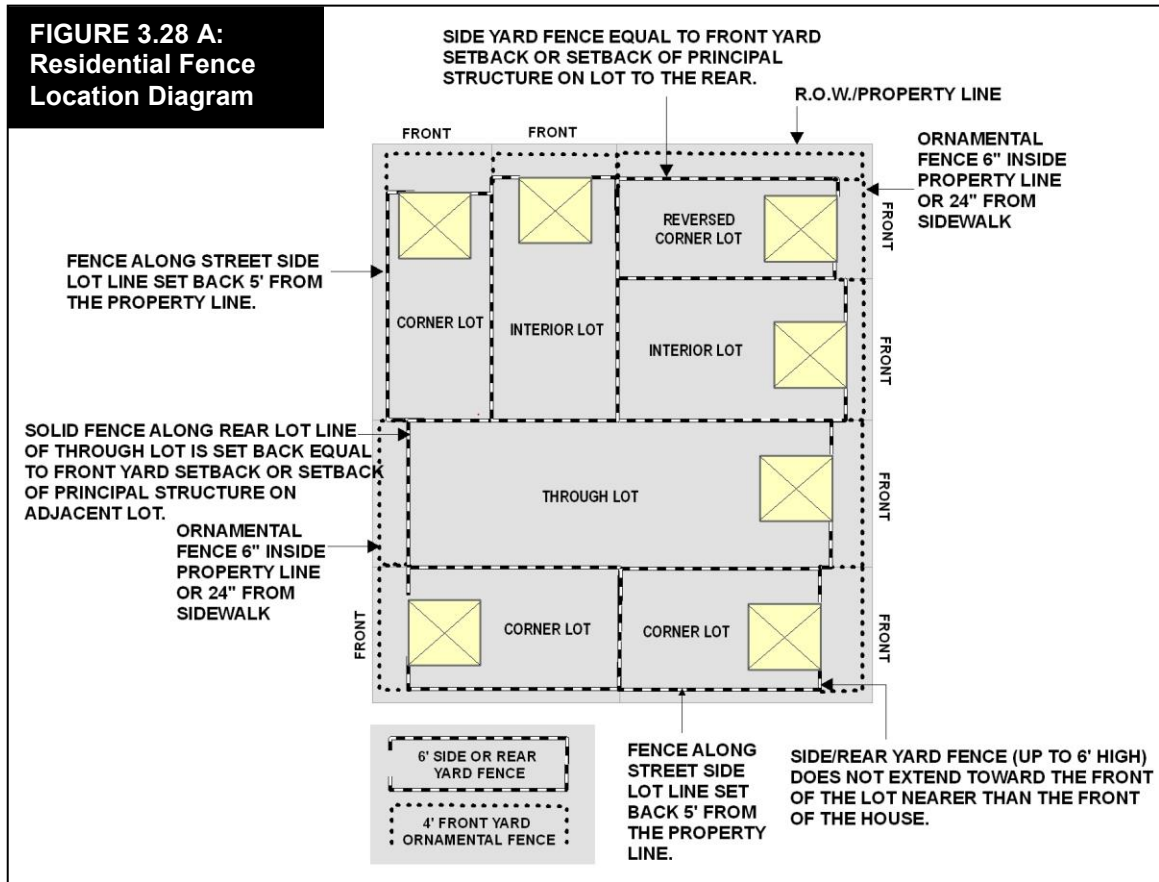 FIGURE 3.28 A:
Residential Fence
Location Diagram
SIDE YARD FENCE EQUAL TO FRONT YARD
SETBACK OR SETBACK OF PRINCIPAL
STRUCTURE ON LOT TO THE REAR.
R.O.W./PROPERTY LINE
FRONT
FRONT
ORNAMENTAL
FENCE 6" INSIDE
PROPERTY LINE
OR 24" FROM
SIDEWALK
FRONT
REVERSED
CORNER LOT
FENCE ALONG STREET SIDE
LOT LINE SET BACK 5' FROM
THE PROPERTY LINE.
CORNER LOT
INTERIOR LOT
INTERIOR LOT
FRONT
SOLID FENCE ALONG REAR LOT LINE
OF THROUGH LOT IS SET BACK EQUAL
TO FRONT YARD SETBACK OR SETBACK
OF PRINCIPAL STRUCTURE ON
ADJACENT LOT.
THROUGH LOT
FRONT
ORNAMENTAL
FENCE 6" INSIDE
PROPERTY LINE
OR 24" FROM
SIDEWALK
FRONT
CORNER LOT
CORNER LOT
FRONT
6' SIDE OR REAR
YARD FENCE
4' FRONT YARD
ORNAMENTAL FENCE
FENCE ALONG
STREET SIDE
LOT LINE SET
BACK 5' FROM
THE PROPERTY
LINE.
SIDE/REAR YARD FENCE (UP TO 6' HIGH)
DOES NOT EXTEND TOWARD THE FRONT
OF THE LOT NEARER THAN THE FRONT
OF THE HOUSE.